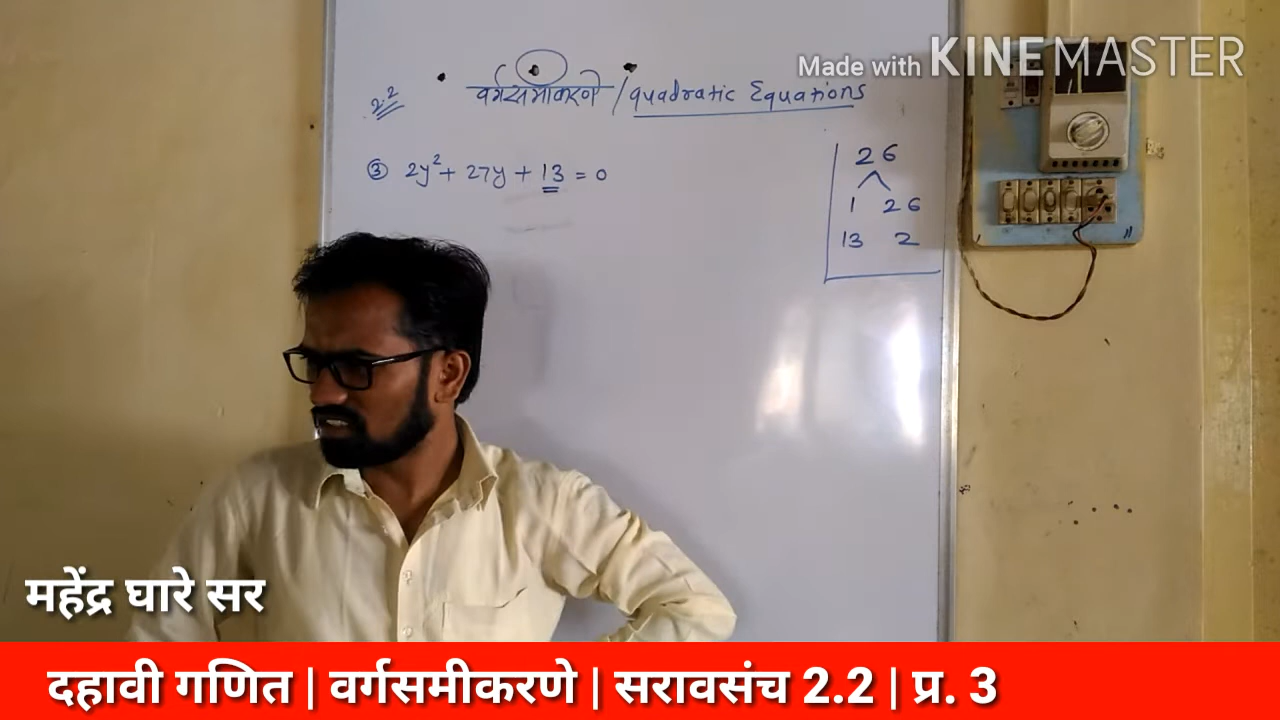 Made with KINEMASTER
2.2
वर्गसमीकरणे / quadratic Equations
③ 2y² + 27y + 13 = 0
26
1 26
13 2
महेंद्र घारे सर
दहावी गणित | वर्गसमीकरणे | सरावसंच 2.2 | प्र. 3